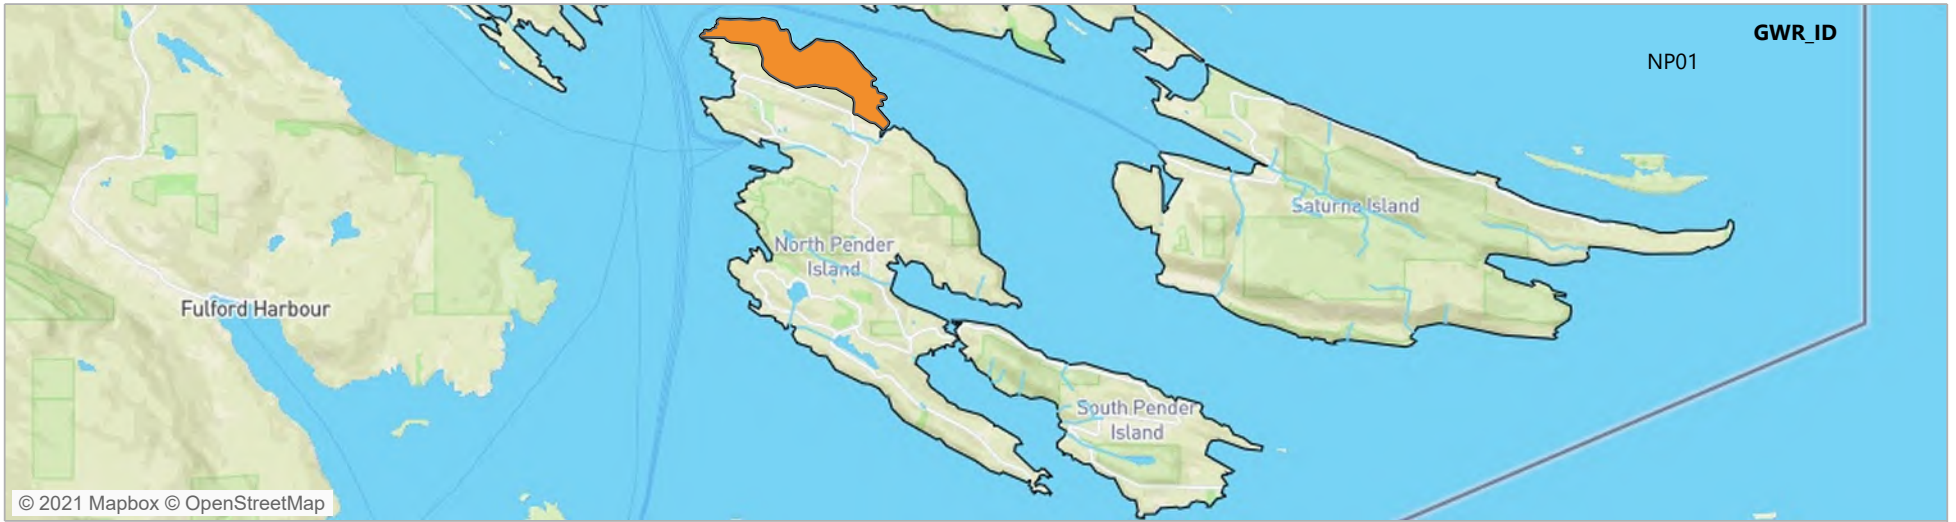 GWR_ID
NP01
Saturna Island
North Pender
Island
Fulford Harbour
South Pender
Island
© 2021 Mapbox © OpenStreetMap